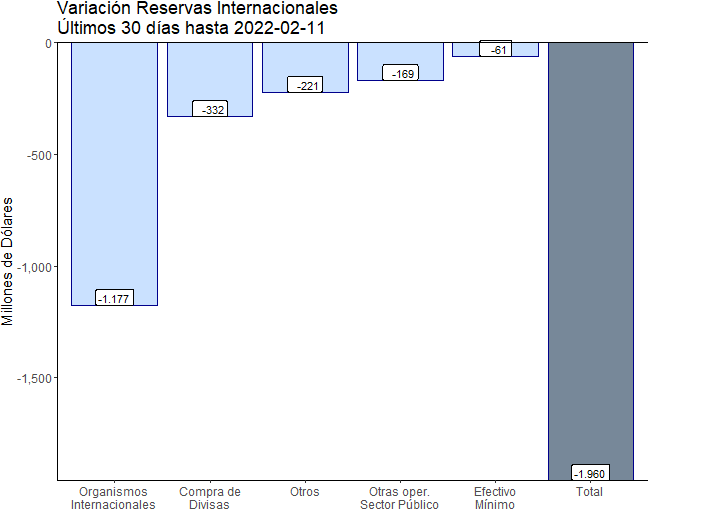 Variación Reservas Internacionales
Últimos 30 días hasta 2022-02-11
Millones de Dólares
0
-500
-1,000
-1,500
-1.177
-332
-221
-169
-61
-1.960
Organismos
Internacionales
Compra de
Divisas
Otros
Otras oper.
Sector Público
Efectivo
Mínimo
Total